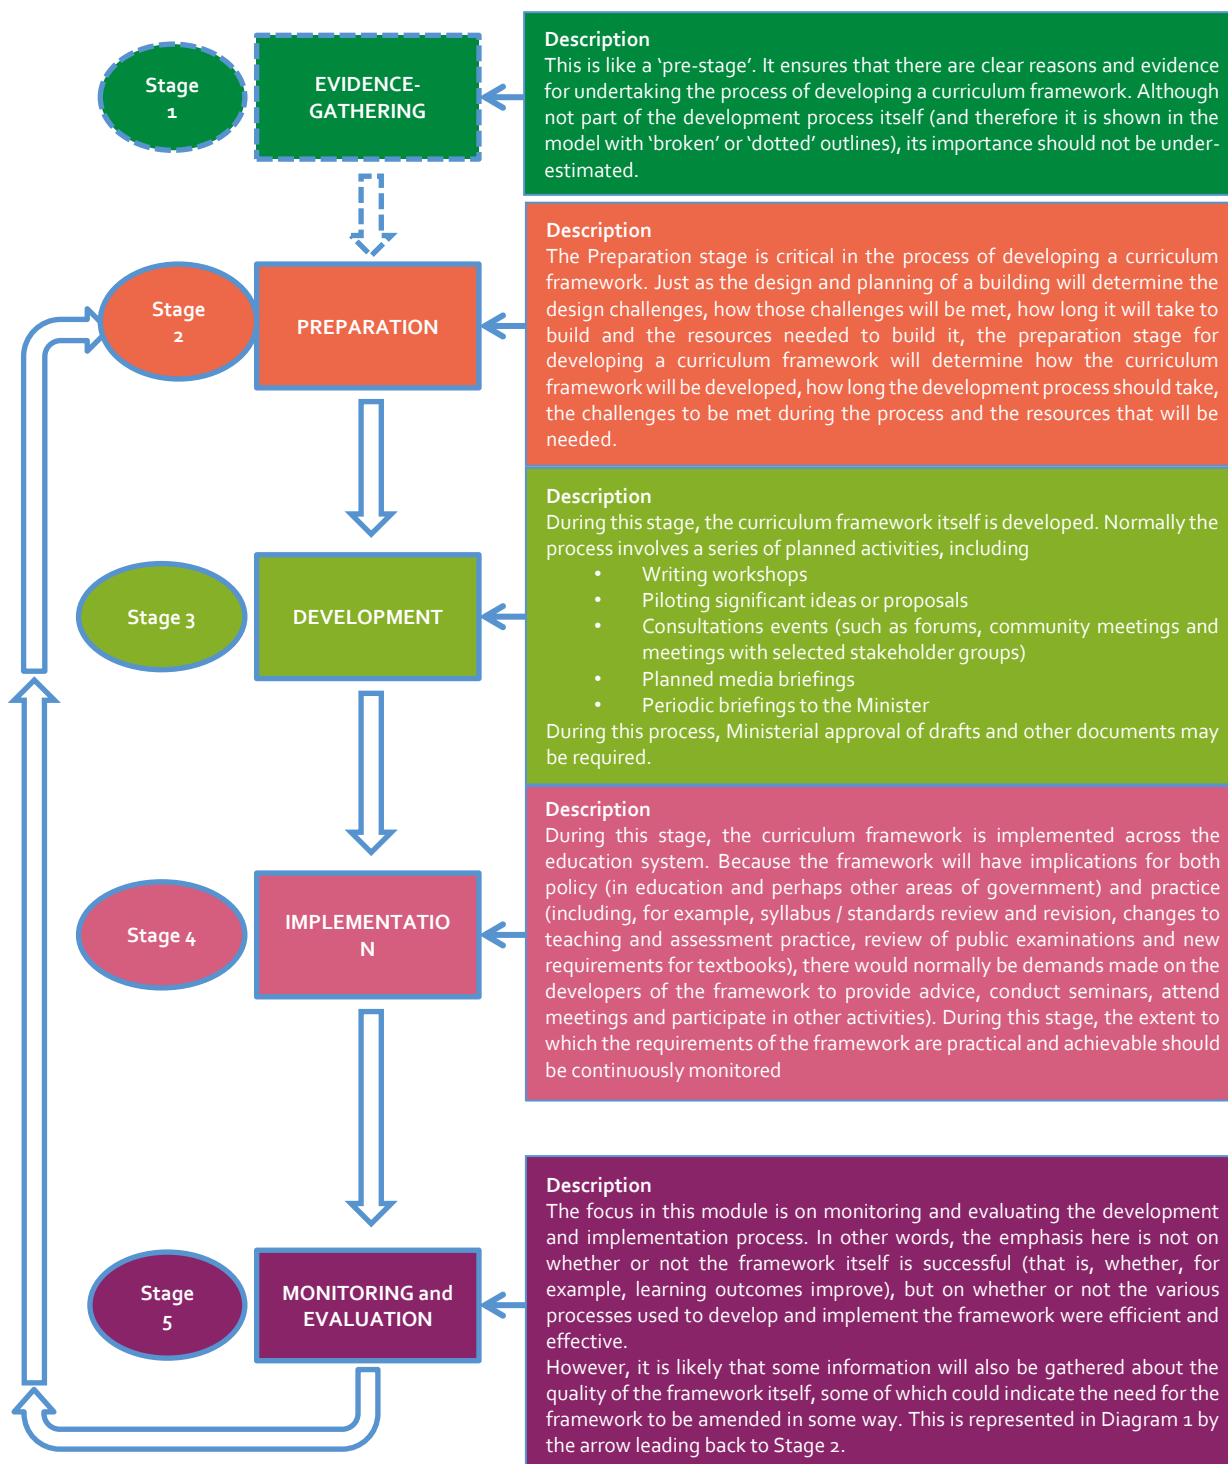 Stage
1
EVIDENCE-
GATHERING
Description
This is like a ‘pre-stage’. It ensures that there are clear reasons and evidence
for undertaking the process of developing a curriculum framework. Although
not part of the development process itself (and therefore it is shown in the
model with ‘broken’ or ‘dotted’ outlines), its importance should not be under-
estimated.
Stage
2
PREPARATION
Description
The Preparation stage is critical in the process of developing a curriculum
framework. Just as the design and planning of a building will determine the
design challenges, how those challenges will be met, how long it will take to
build and the resources needed to build it, the preparation stage for
developing a curriculum framework will determine how the curriculum
framework will be developed, how long the development process should take,
the challenges to be met during the process and the resources that will be
needed.
Stage 3
DEVELOPMENT
Description
During this stage, the curriculum framework itself is developed. Normally the
process involves a series of planned activities, including
• Writing workshops
• Piloting significant ideas or proposals
• Consultations events (such as forums, community meetings and
meetings with selected stakeholder groups)
• Planned media briefings
• Periodic briefings to the Minister
During this process, Ministerial approval of drafts and other documents may
be required.
Stage 4
IMPLEMENTATIO
N
Description
During this stage, the curriculum framework is implemented across the
education system. Because the framework will have implications for both
policy (in education and perhaps other areas of government) and practice
(including, for example, syllabus / standards review and revision, changes to
teaching and assessment practice, review of public examinations and new
requirements for textbooks), there would normally be demands made on the
developers of the framework to provide advice, conduct seminars, attend
meetings and participate in other activities). During this stage, the extent to
which the requirements of the framework are practical and achievable should
be continuously monitored
Stage
5
MONITORING and
EVALUATION
Description
The focus in this module is on monitoring and evaluating the development
and implementation process. In other words, the emphasis here is not on
whether or not the framework itself is successful (that is, whether, for
example, learning outcomes improve), but on whether or not the various
processes used to develop and implement the framework were efficient and
effective.
However, it is likely that some information will also be gathered about the
quality of the framework itself, some of which could indicate the need for the
framework to be amended in some way. This is represented in Diagram 1 by
the arrow leading back to Stage 2.